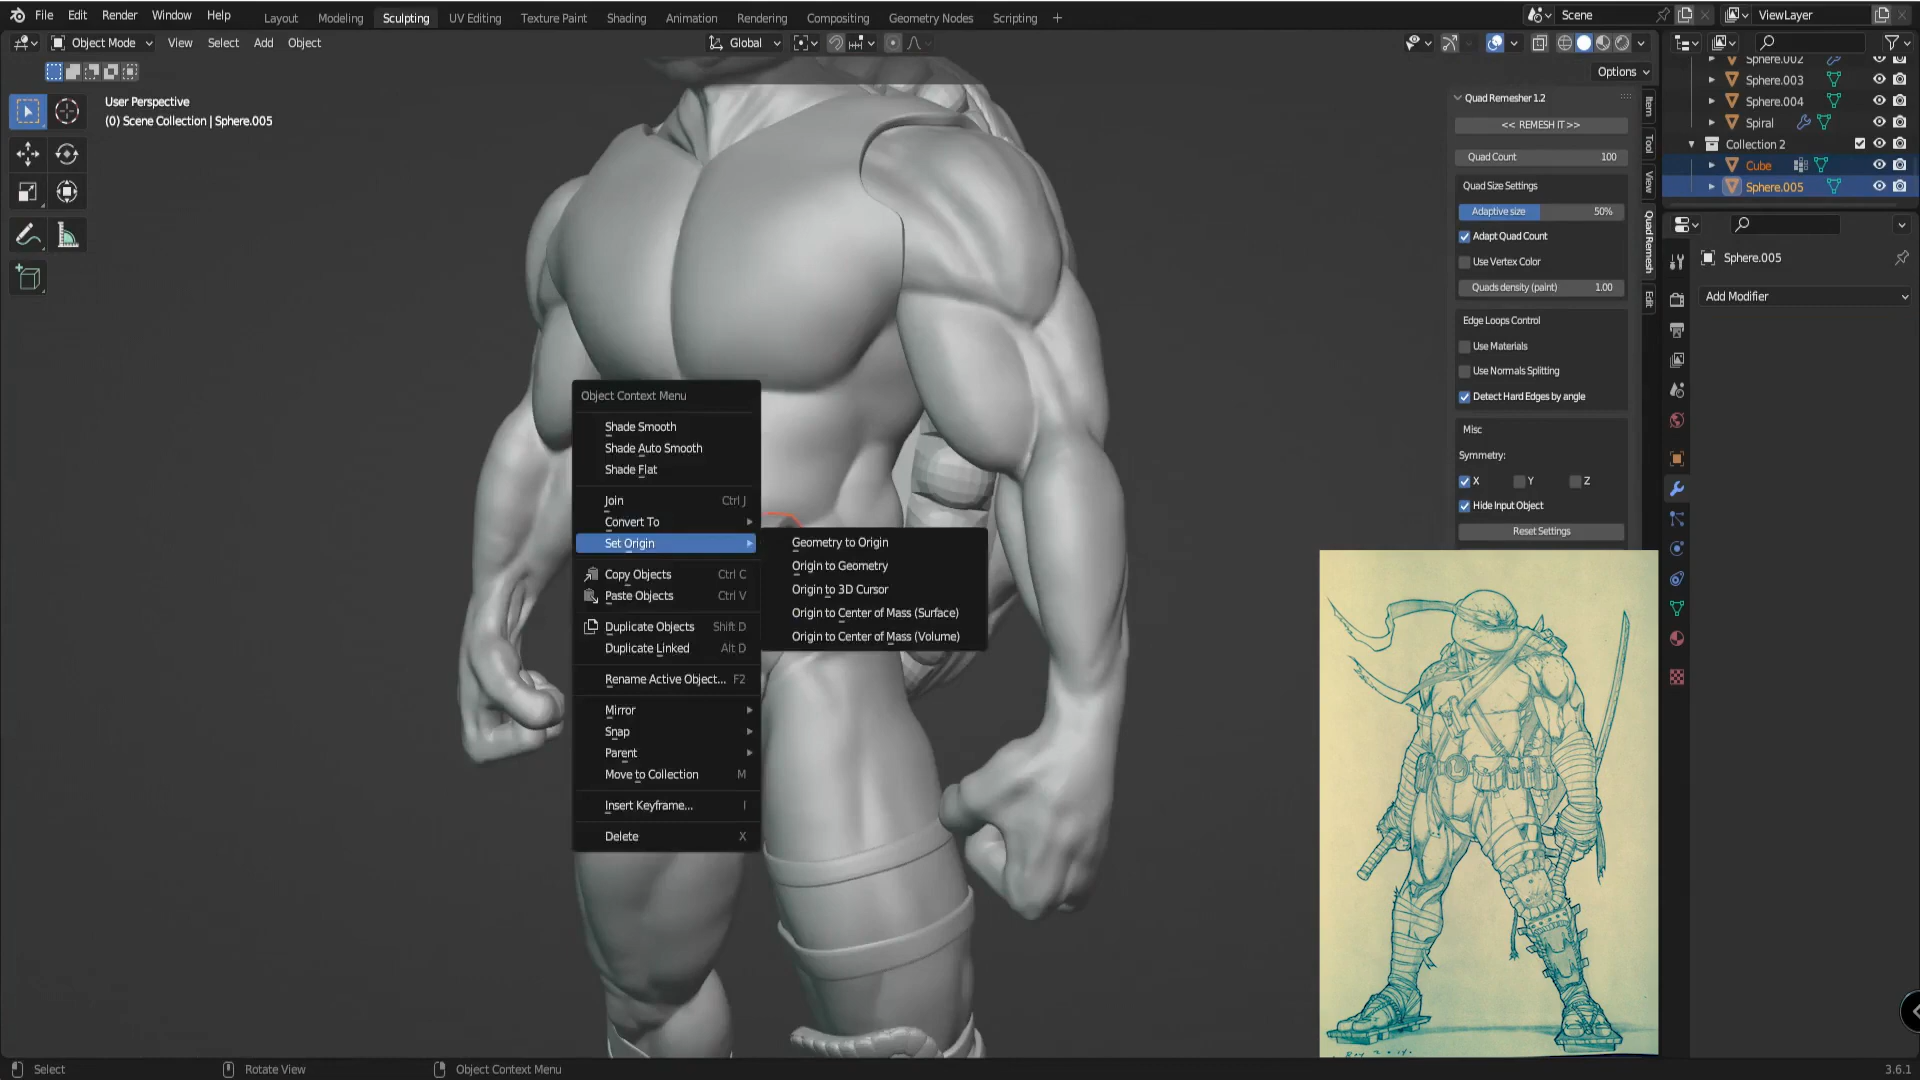 File Edit Render Window Help
Layout Modeling Sculpting UV Editing Texture Paint Shading Animation Rendering Compositing Geometry Nodes Scripting +
Scene
ViewLayer
Object Mode View Select Add Object
Global
Options
User Perspective
(0) Scene Collection | Sphere.005
Quad Remesher 1.2
<< REMESH IT >>
Quad Count 100
Quad Size Settings
Adaptive size 50%
Adapt Quad Count
Use Vertex Color
Quads density (paint) 1.00
Edge Loops Control
Use Materials
Use Normals Splitting
Detect Hard Edges by angle
Misc
Symmetry:
X Y Z
Hide Input Object
Reset Settings
Item
Tool
View
Quad Remesh
Edit
Sphere.002
Sphere.003
Sphere.004
Spiral
Collection 2
Cube
Sphere.005
Sphere.005
Add Modifier
Object Context Menu
Shade Smooth
Shade Auto Smooth
Shade Flat
Join Ctrl J
Convert To
Set Origin
Copy Objects Ctrl C
Paste Objects Ctrl V
Duplicate Objects Shift D
Duplicate Linked Alt D
Rename Active Object... F2
Mirror
Snap
Parent
Move to Collection M
Insert Keyframe... I
Delete X
Geometry to Origin
Origin to Geometry
Origin to 3D Cursor
Origin to Center of Mass (Surface)
Origin to Center of Mass (Volume)
Select Rotate View Object Context Menu 3.6.1